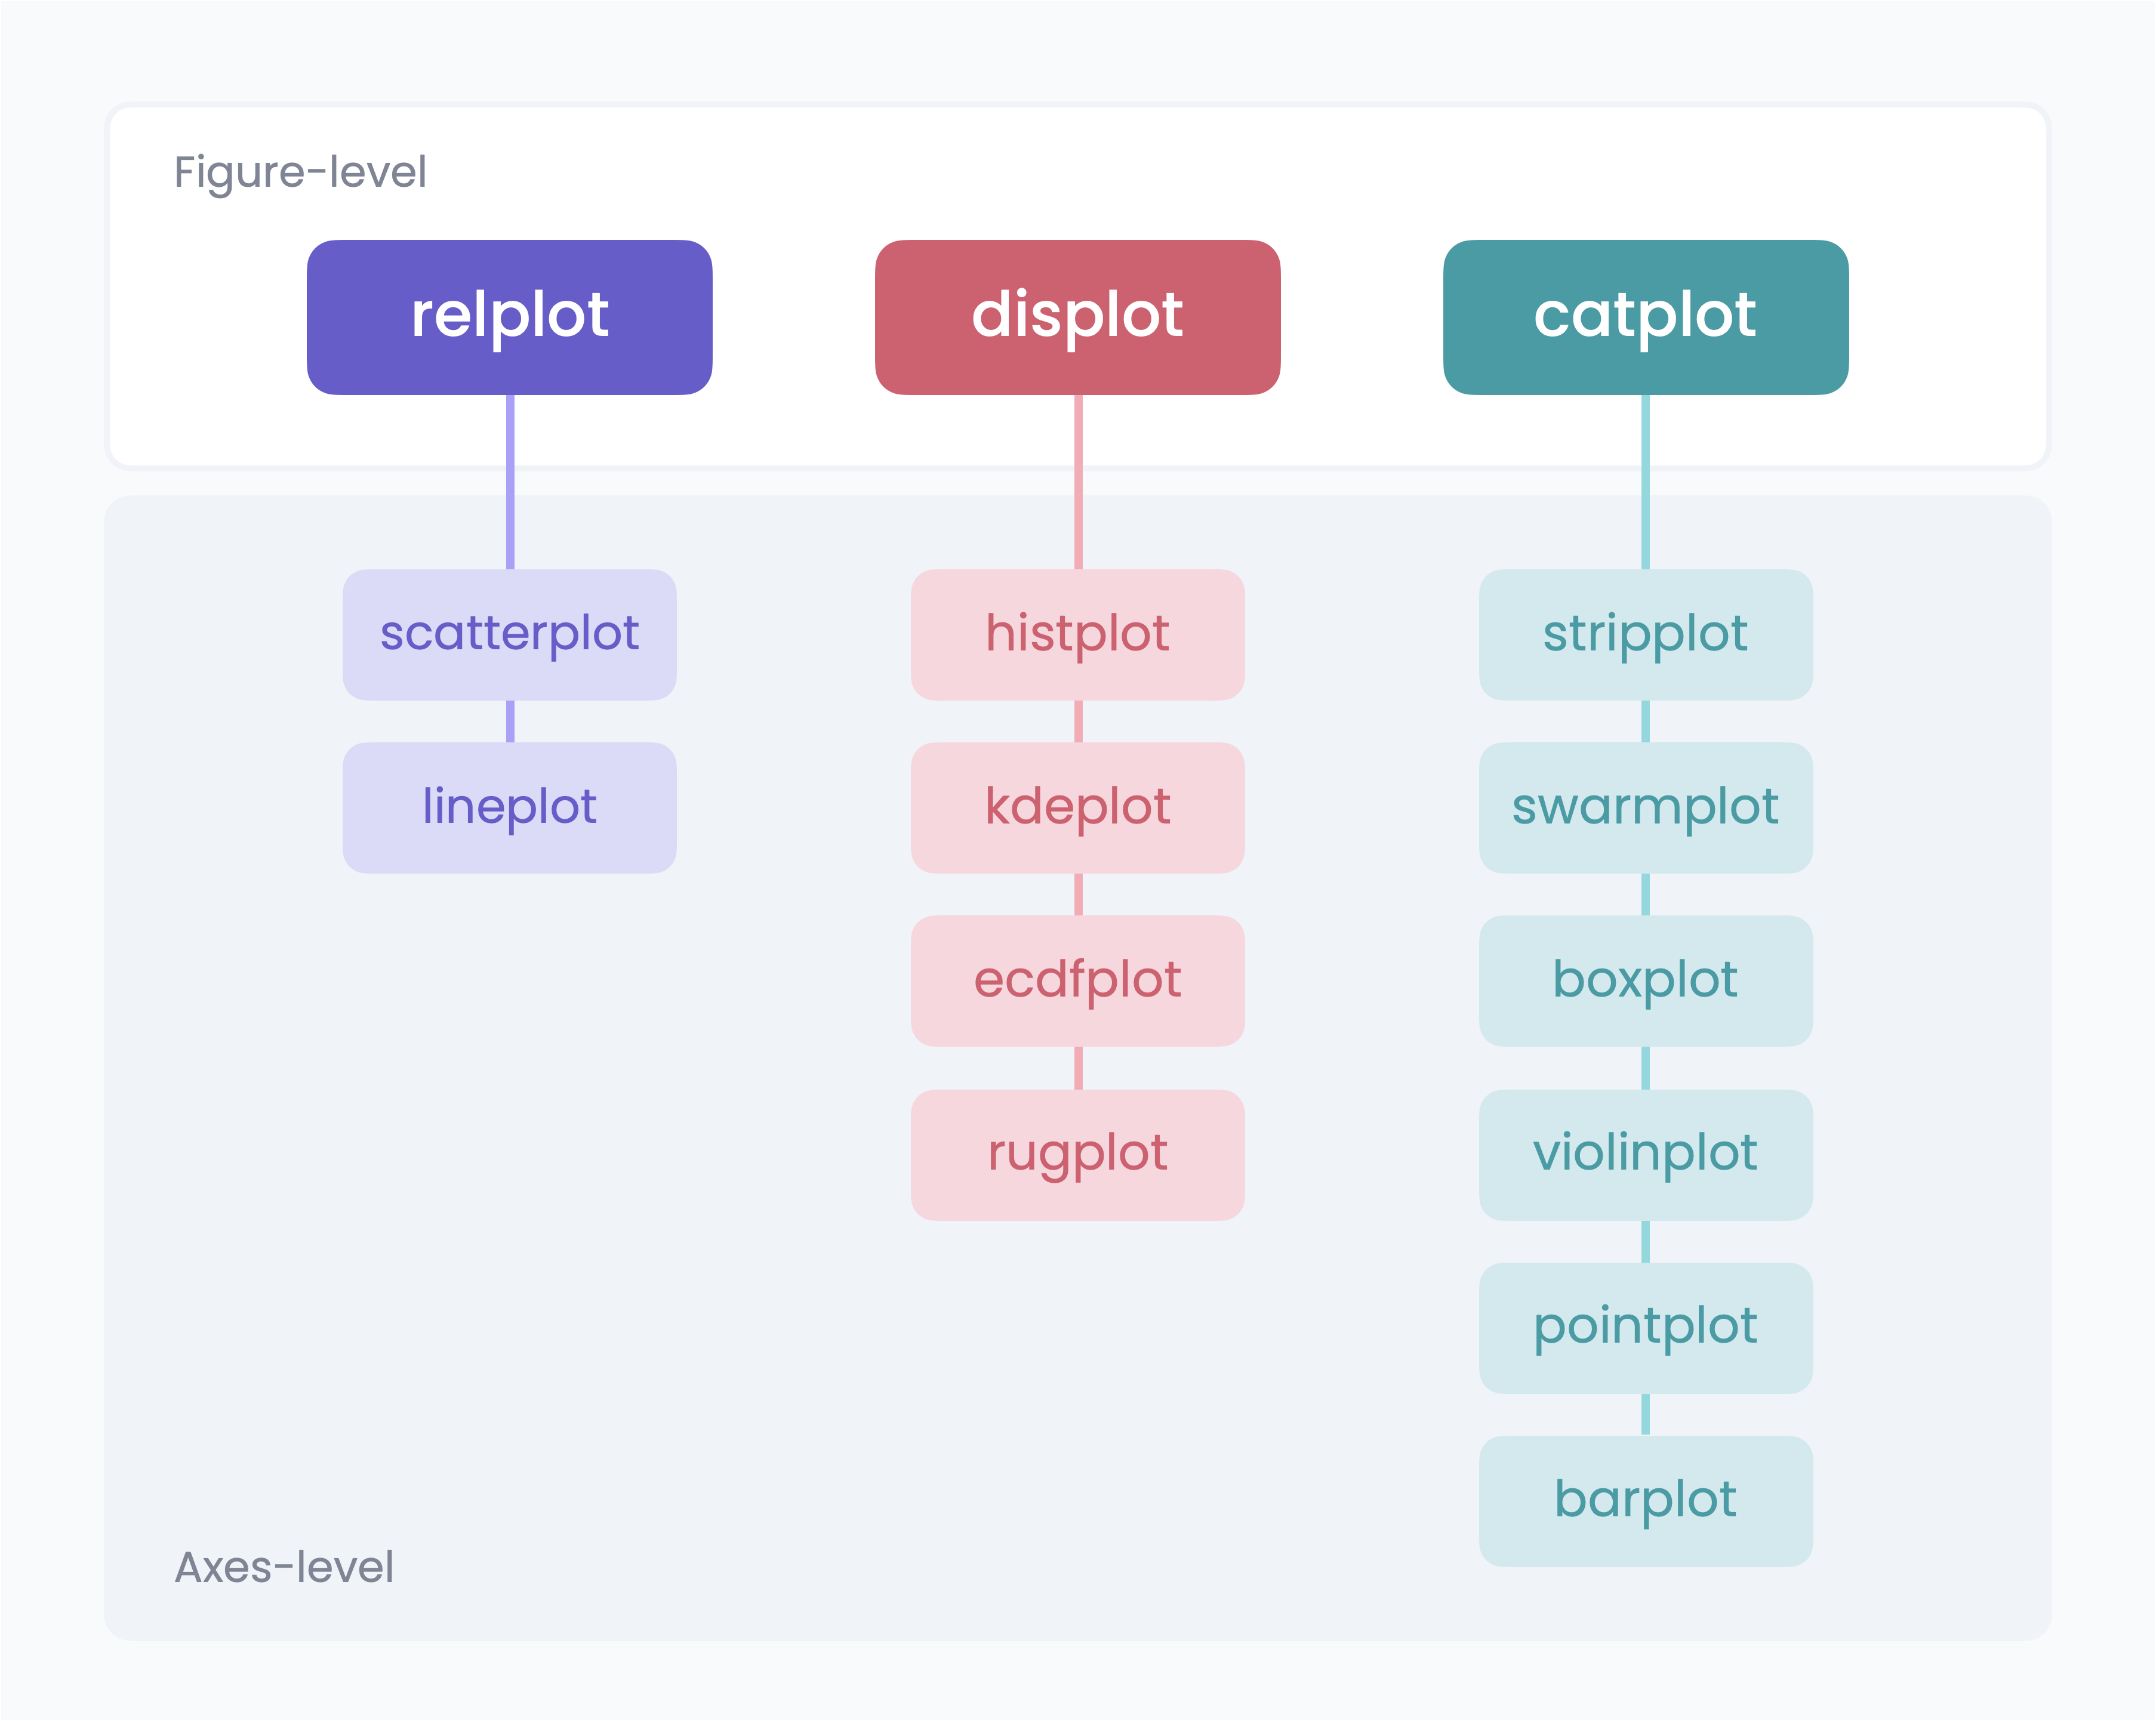 Figure-level
relplot
displot
catplot
scatterplot
histplot
stripplot
lineplot
kdeplot
swarmplot
ecdfplot
boxplot
rugplot
violinplot
pointplot
barplot
Axes-level